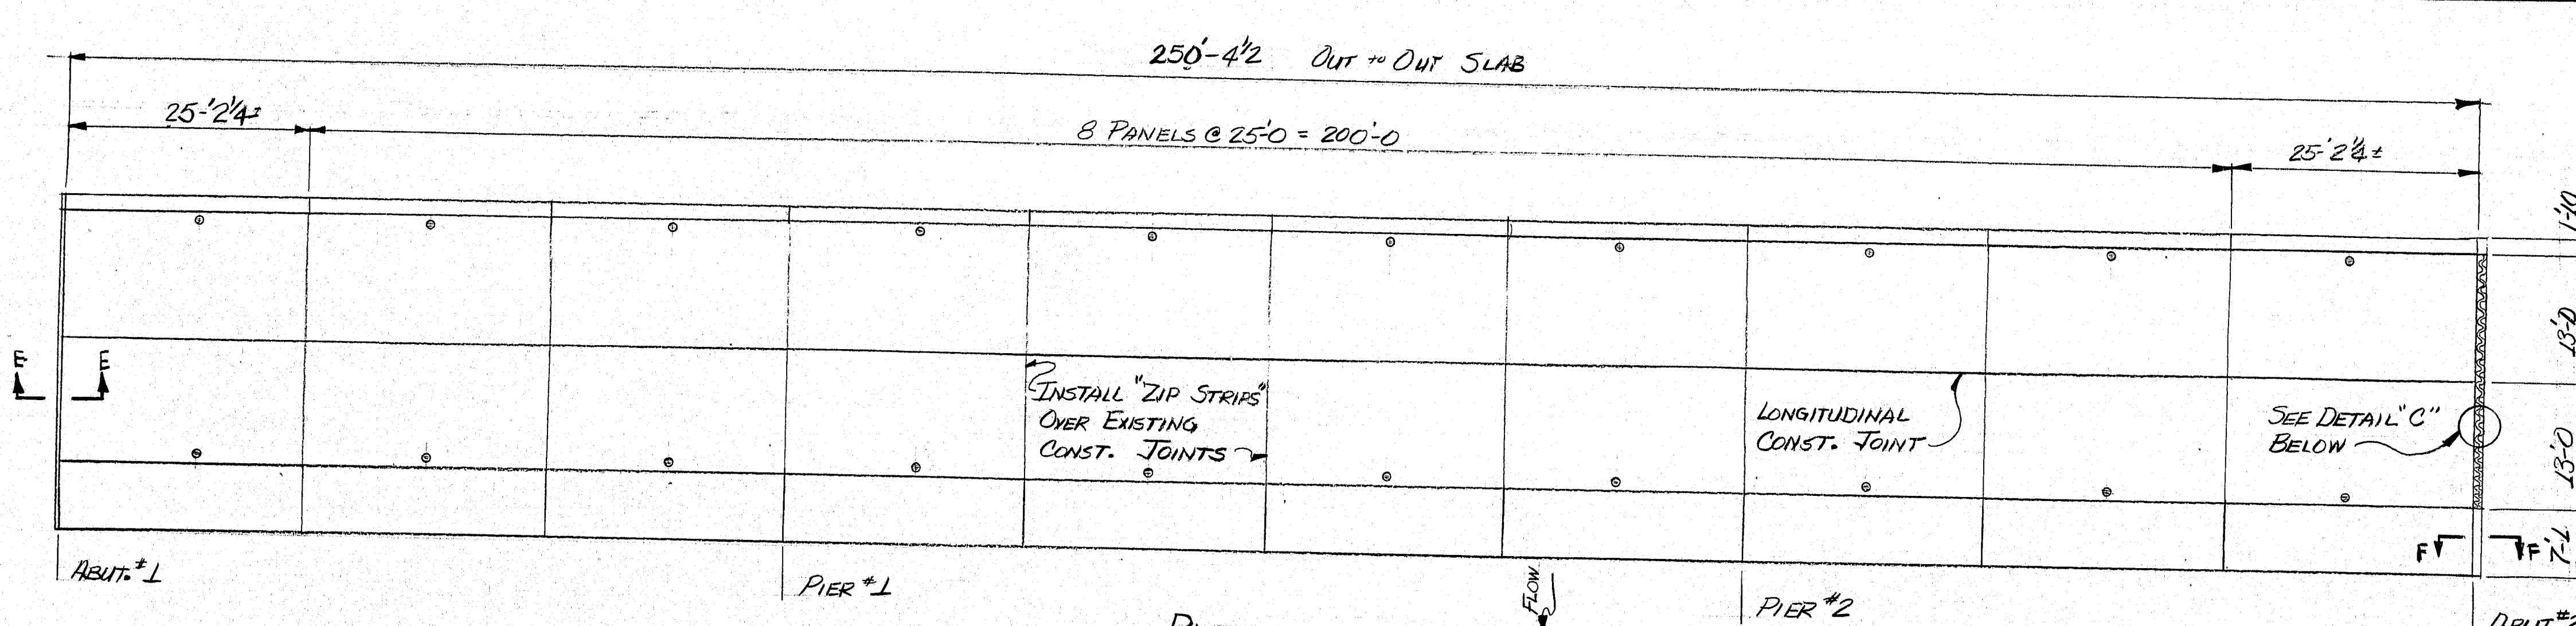 250'-4½ OUT TO OUT SLAB
25-'2¼±
8 PANELS @ 25'-0 = 200'-0
25-'2¼±
1'-10
13'-0
13'-0
7'-2
E E
INSTALL "ZIP STRIPS"
OVER EXISTING
CONST. JOINTS
LONGITUDINAL
CONST. JOINT
SEE DETAIL "C"
BELOW
F F
ABUT. #1
PIER #1
FLOW
PIER #2